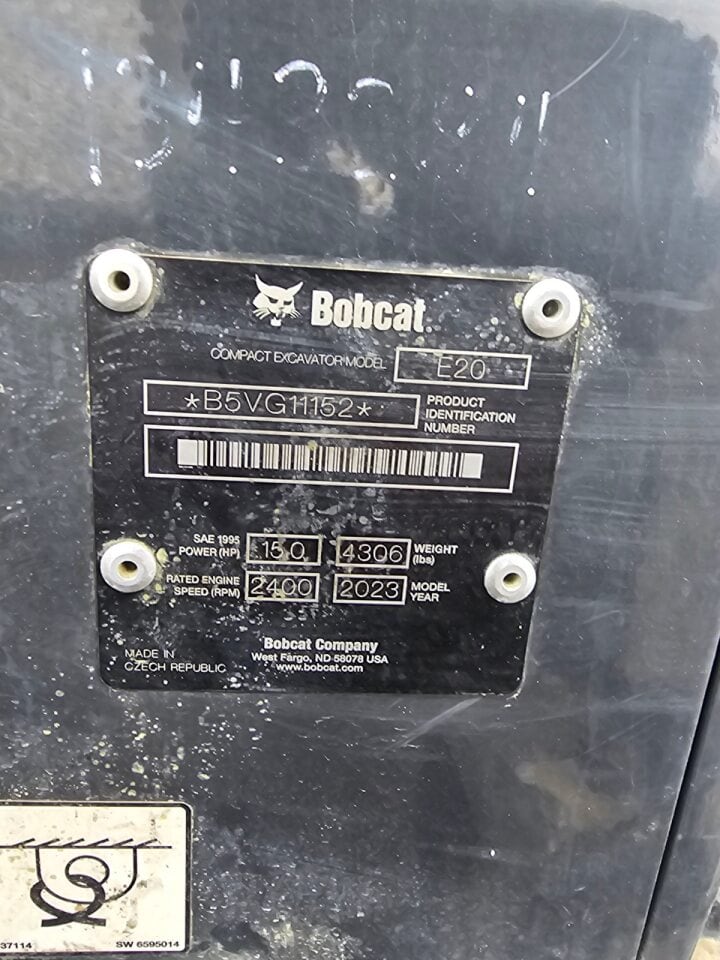 Bobcat
COMPACT EXCAVATOR MODEL E20
*B5VG11152*
PRODUCT
IDENTIFICATION
NUMBER
SAE 1995
POWER (HP) 15.0 4306 WEIGHT
(lbs)
RATED ENGINE
SPEED (RPM) 2400 2023 MODEL
YEAR
MADE IN
CZECH REPUBLIC
Bobcat Company
West Fargo, ND 58078 USA
www.bobcat.com
37114 SW 6595014